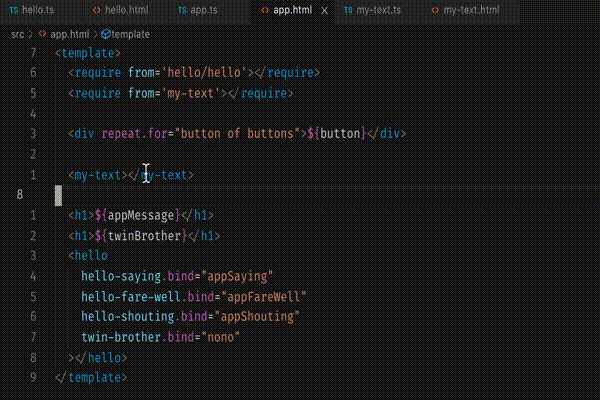 TS hello.ts <> hello.html TS app.ts <> app.html × TS my-text.ts <> my-text.html
src > <> app.html > template
7 <template>
6 <require from='hello/hello'></require>
5 <require from='my-text'></require>
4
3 <div repeat.for="button of buttons">${button}</div>
2
1 <my-text></my-text>
8
1 <h1>${appMessage}</h1>
2 <h1>${twinBrother}</h1>
3 <hello
4 hello-saying.bind="appSaying"
5 hello-fare-well.bind="appFareWell"
6 hello-shouting.bind="appShouting"
7 twin-brother.bind="nono"
8 ></hello>
9 </template>